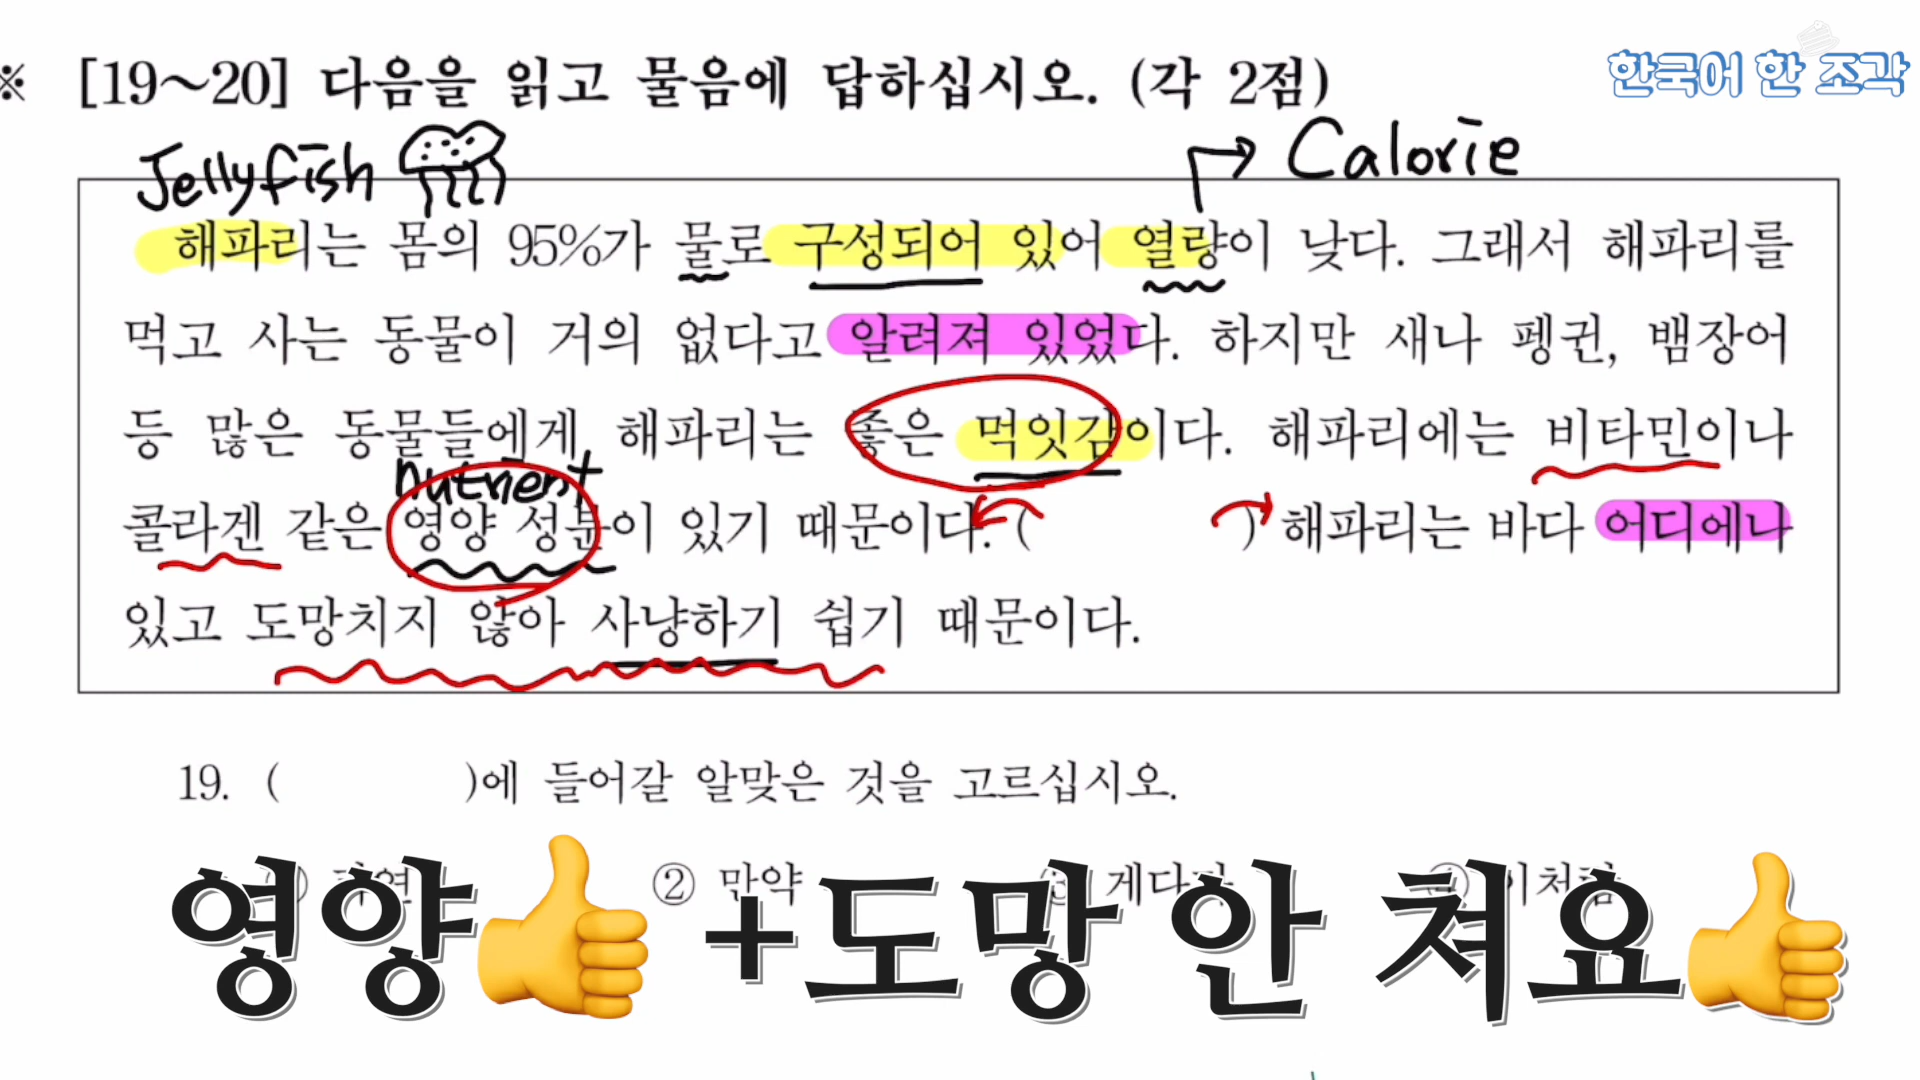 ※ [19～20] 다음을 읽고 물음에 답하십시오. (각 2점)
한국어 한 조각
Jellyfish
Calorie
해파리는 몸의 95%가 물로 구성되어 있어 열량이 낮다. 그래서 해파리를
먹고 사는 동물이 거의 없다고 알려져 있었다. 하지만 새나 펭귄, 뱀장어
등 많은 동물들에게 해파리는 좋은 먹잇감이다. 해파리에는 비타민이나
nutrient
콜라겐 같은 영양 성분이 있기 때문이다. ( ) 해파리는 바다 어디에나
있고 도망치지 않아 사냥하기 쉽기 때문이다.
19. ( )에 들어갈 알맞은 것을 고르십시오.
② 만약
영양👍 +도망 안 쳐요👍